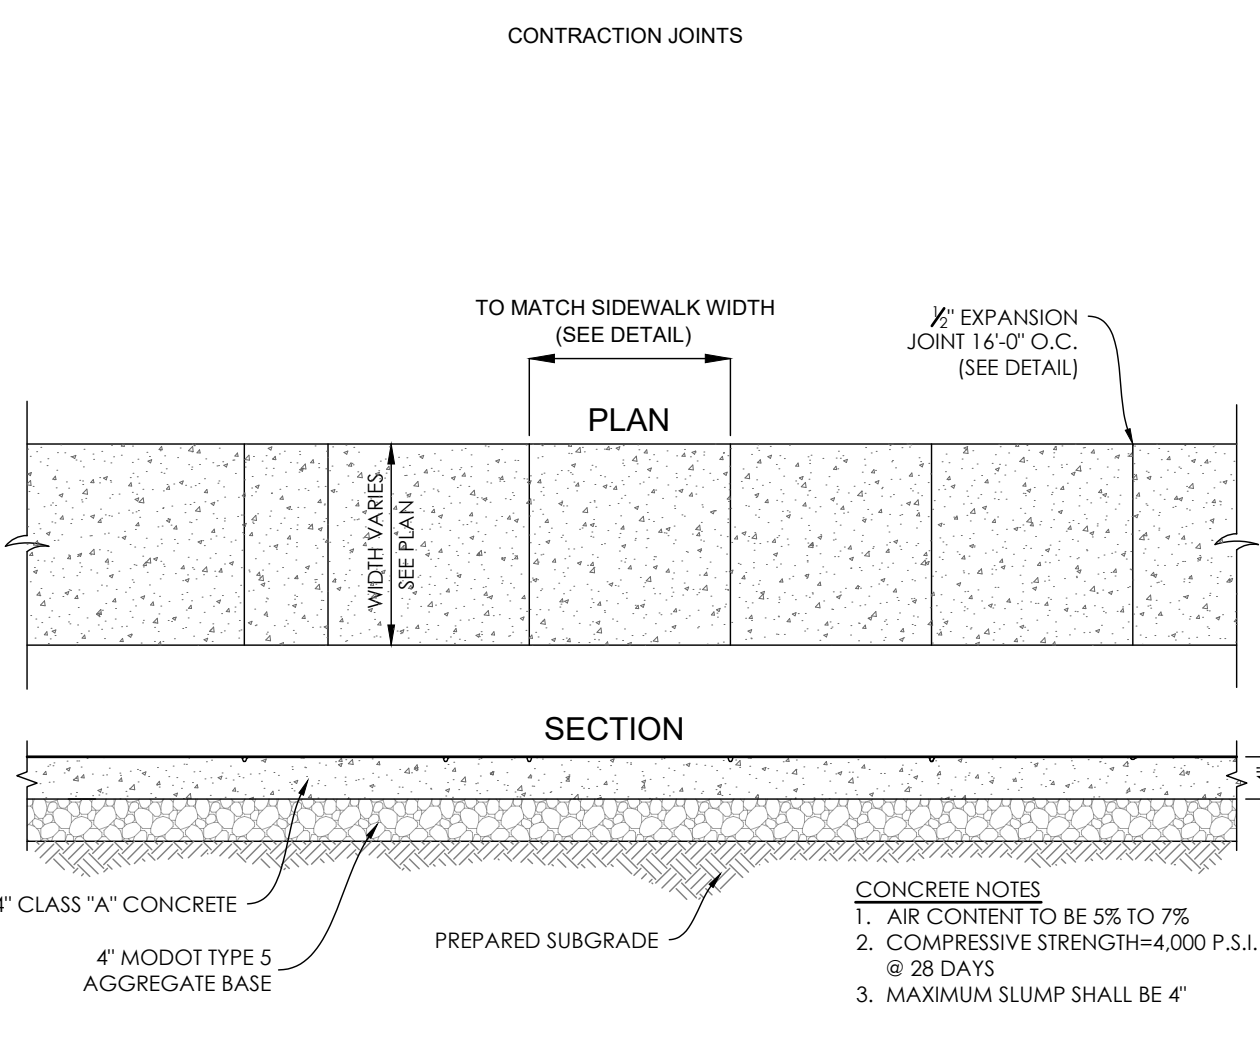 CONTRACTION JOINTS
TO MATCH SIDEWALK WIDTH
(SEE DETAIL)
½" EXPANSION
JOINT 16'-0" O.C.
(SEE DETAIL)
PLAN
WIDTH VARIES
SEE PLAN
SECTION
4" CLASS "A" CONCRETE
4" MODOT TYPE 5
AGGREGATE BASE
PREPARED SUBGRADE
CONCRETE NOTES
1. AIR CONTENT TO BE 5% TO 7%
2. COMPRESSIVE STRENGTH=4,000 P.S.I.
@ 28 DAYS
3. MAXIMUM SLUMP SHALL BE 4"